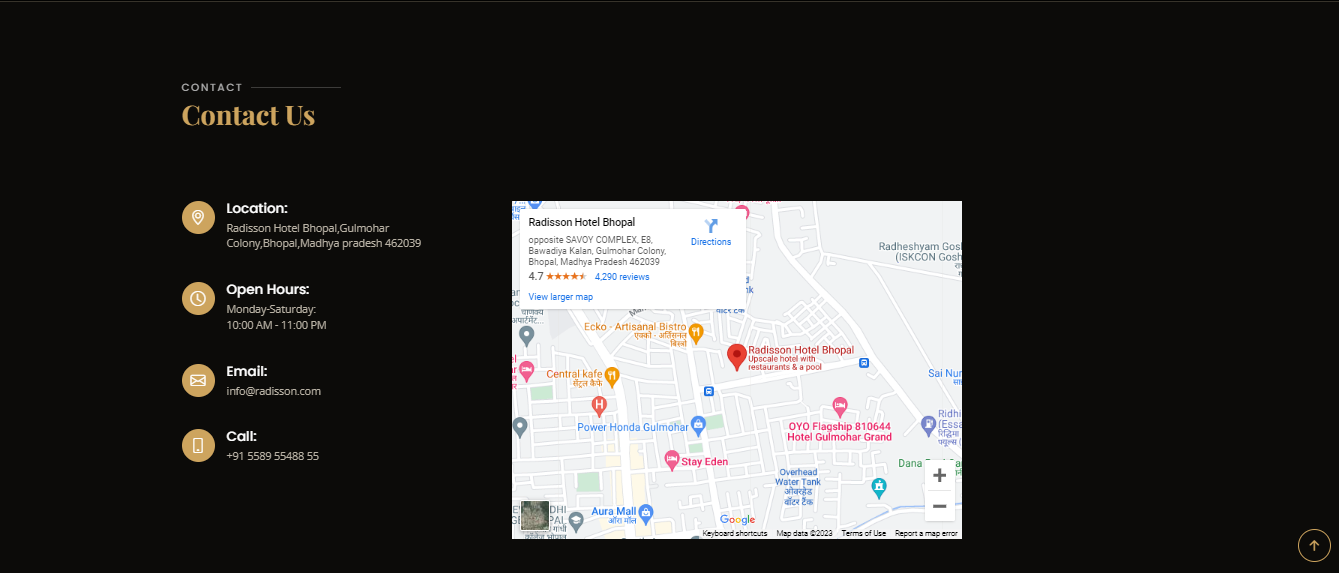 CONTACT
Contact Us
Location:
Radisson Hotel Bhopal,Gulmohar
Colony,Bhopal,Madhya pradesh 462039
Open Hours:
Monday-Saturday:
10:00 AM - 11:00 PM
Email:
info@radisson.com
Call:
+91 5589 55488 55
Radisson Hotel Bhopal
opposite SAVOY COMPLEX, E8,
Bawadiya Kalan, Gulmohar Colony,
Bhopal, Madhya Pradesh 462039
4.7
4,290 reviews
View larger map
Directions
Radheshyam Gosh
(ISKCON Gosh
वॉटर टैंक
Ecko - Artisanal Bistro
एक्को - अर्तिसनल
बिस्त्रो
Radisson Hotel Bhopal
Upscale hotel with
restaurants & a pool
Central kafe
सेंट्रल कैफे
Sai Nur
OYO Flagship 810644
Hotel Gulmohar Grand
Ridhi
(Essa
Power Honda Gulmohar
Stay Eden
Overhead
Water Tank
ओवरहेड
वॉटर टैंक
Dana
Aura Mall
ऑरा मॉल
Google
Keyboard shortcuts
Map data ©2023
Terms of Use
Report a map error